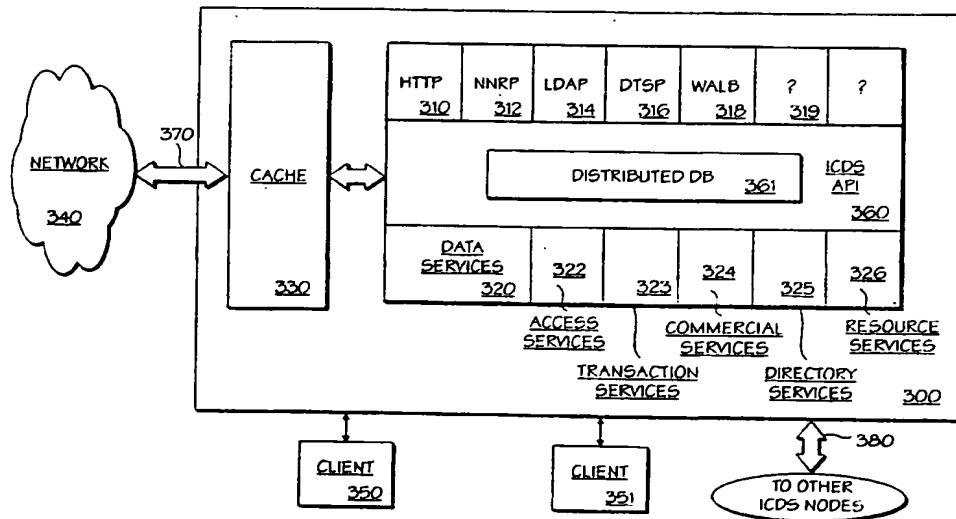 HTTP NNRP LDAP DTSP WALB ? ?
310 312 314 316 318 319
370
NETWORK
340
CACHE
330
DISTRIBUTED DB
361
ICDS
API
360
DATA
SERVICES
320
322 323 324 325 326
ACCESS
SERVICES
COMMERCIAL
SERVICES
RESOURCE
SERVICES
TRANSACTION
SERVICES
DIRECTORY
SERVICES
300
CLIENT
350
CLIENT
351
380
TO OTHER
ICDS NODES